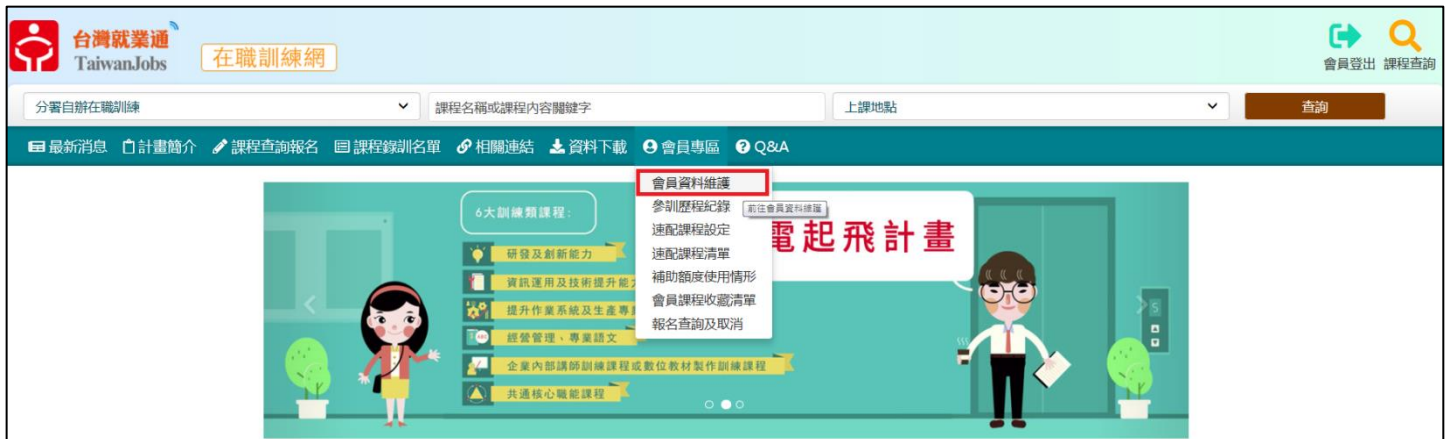 台灣就業通
TaiwanJobs
在職訓練網
會員登出 課程查詢
分署自辦在職訓練 課程名稱或課程內容關鍵字 上課地點 查詢
最新消息 計畫簡介 課程查詢報名 課程錄訓名單 相關連結 資料下載 會員專區 Q&A
會員資料維護
參訓歷程紀錄
前往會員資料維護
速配課程設定
速配課程清單
補助額度使用情形
會員課程收藏清單
報名查詢及取消
電起飛計畫
6大訓練類課程:
研發及創新能力
資訊運用及技術提升能
提升作業系統及生產專
經營管理、專業語文
企業內部講師訓練課程或數位教材製作訓練課程
共通核心職能課程
S